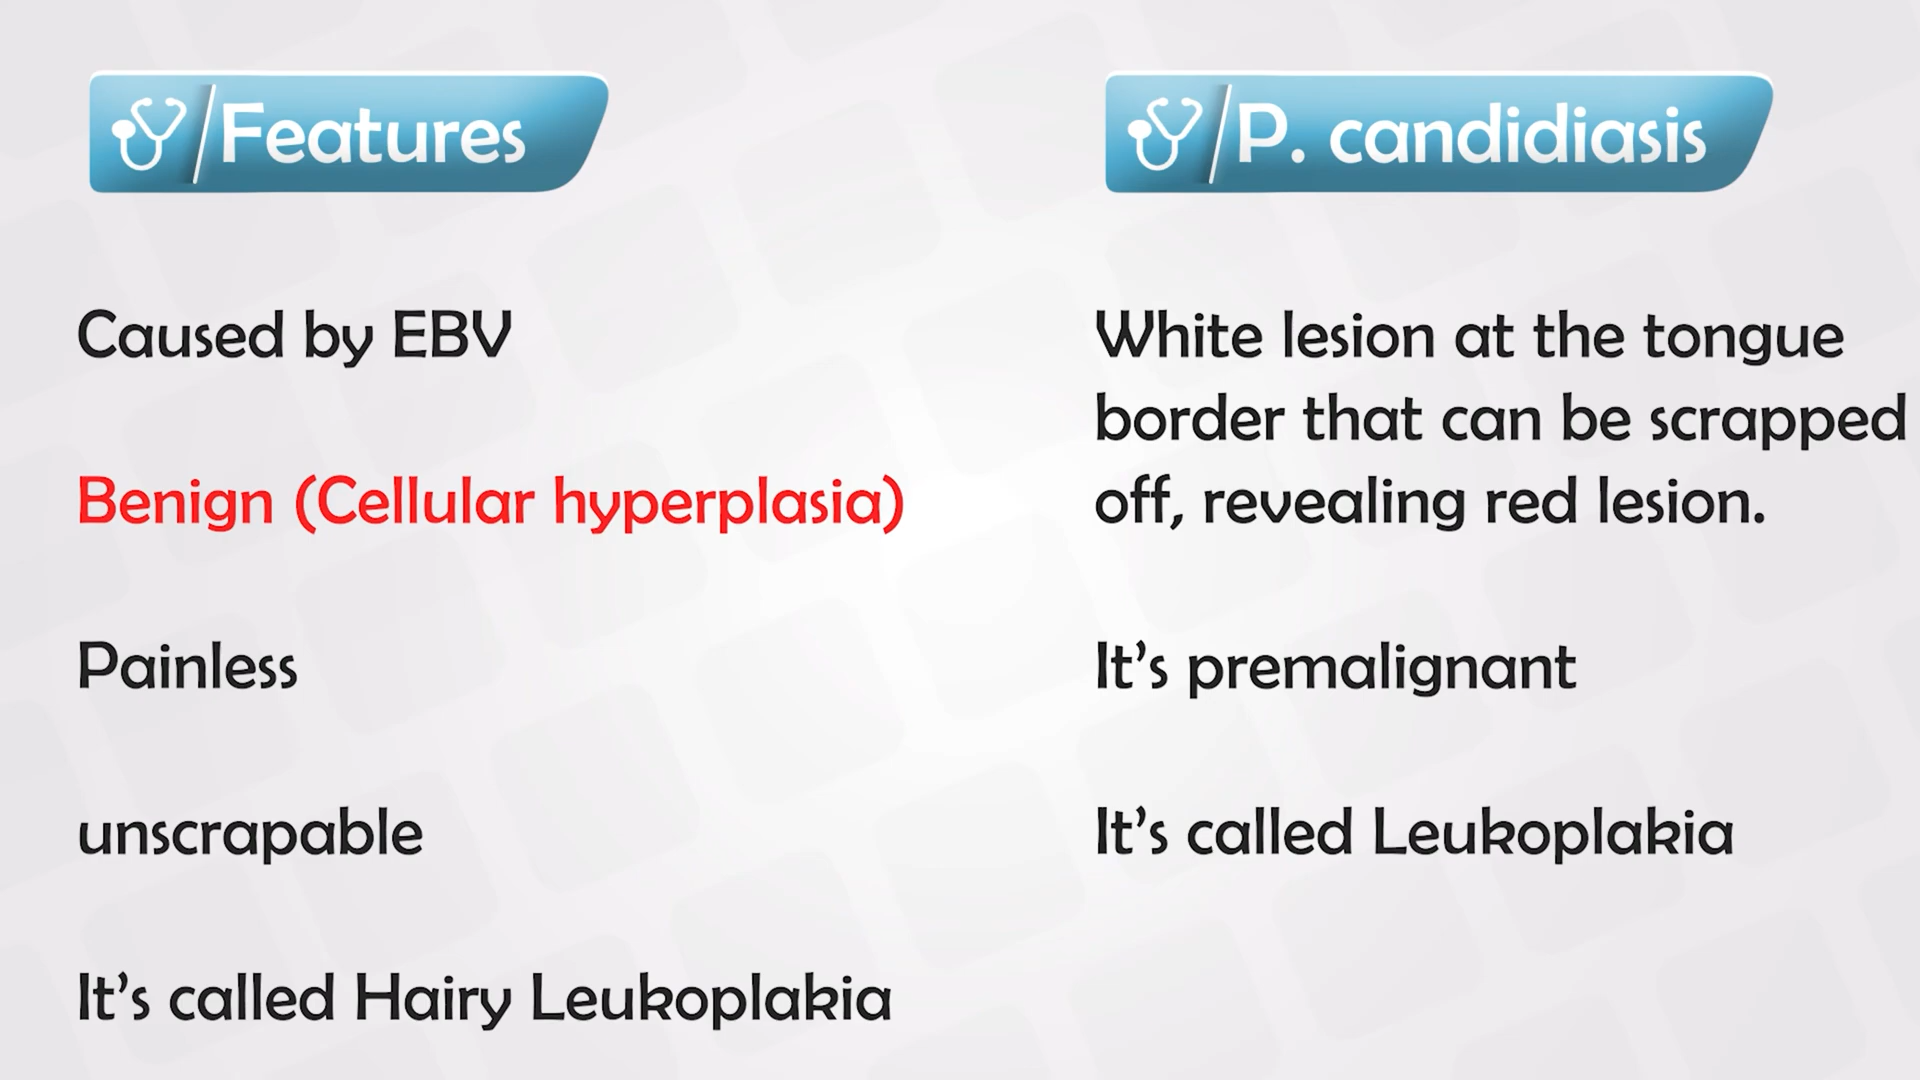 Features
Caused by EBV
Benign (Cellular hyperplasia)
Painless
unscrapable
It’s called Hairy Leukoplakia
P. candidiasis
White lesion at the tongue
border that can be scrapped
off, revealing red lesion.
It’s premalignant
It’s called Leukoplakia